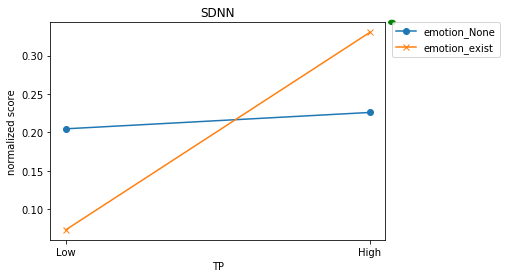 SDNN
emotion_None
emotion_exist
normalized score
0.30
0.25
0.20
0.15
0.10
Low
High
TP